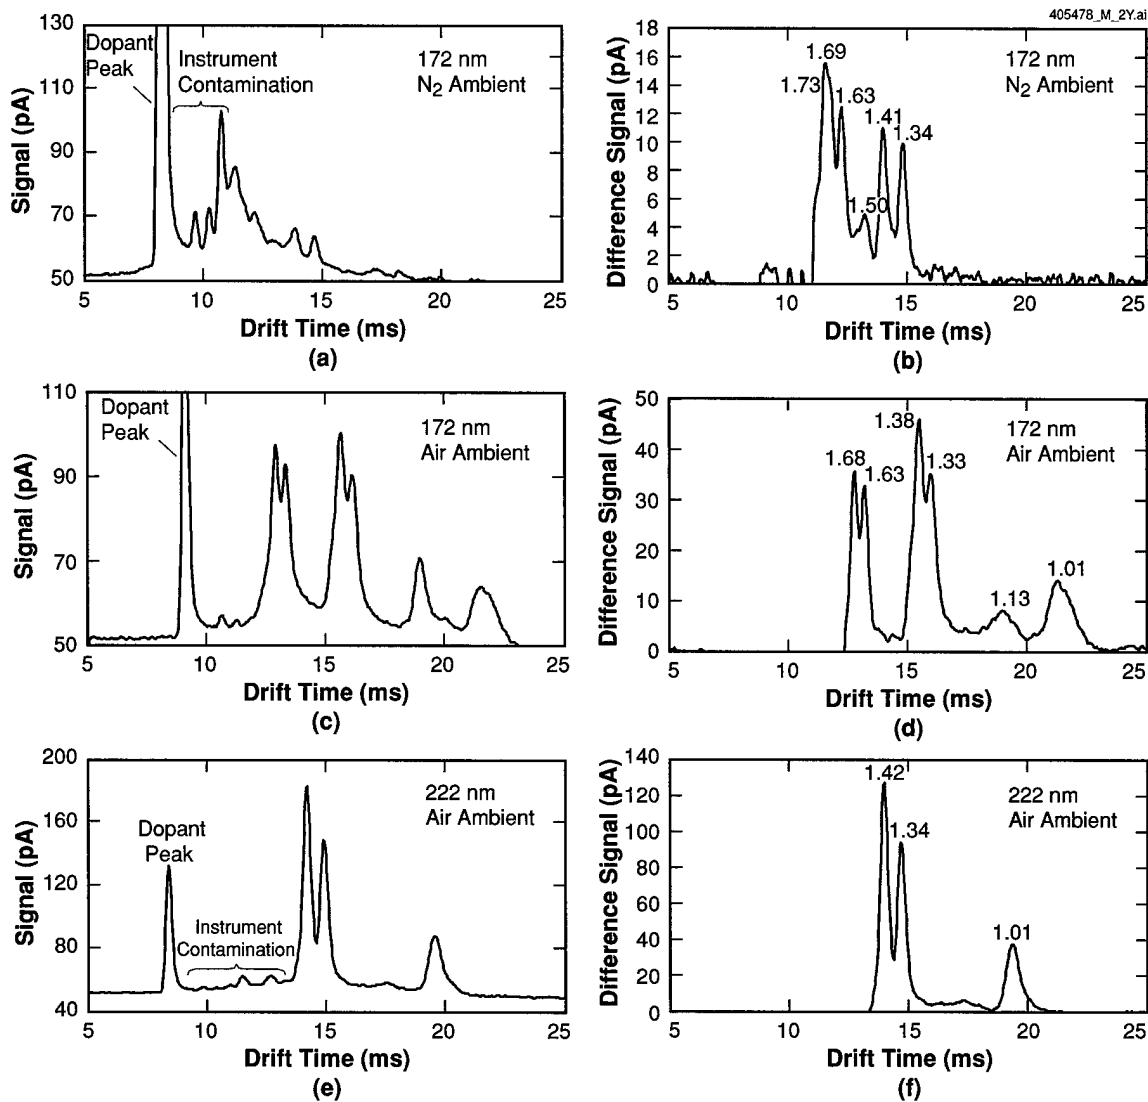 405478_M_2Y.ai
130
110
90
70
50
Signal (pA)
Dopant
Peak
Instrument
Contamination
172 nm
N2 Ambient
5 10 15 20 25
Drift Time (ms)
(a)
18
16
14
12
10
8
6
4
2
0
Difference Signal (pA)
1.69
1.73
1.63
1.50
1.41
1.34
172 nm
N2 Ambient
5 10 15 20 25
Drift Time (ms)
(b)
110
90
70
50
Signal (pA)
Dopant
Peak
172 nm
Air Ambient
5 10 15 20 25
Drift Time (ms)
(c)
50
40
30
20
10
0
Difference Signal (pA)
1.68
1.63
1.38
1.33
1.13
1.01
172 nm
Air Ambient
5 10 15 20 25
Drift Time (ms)
(d)
200
160
120
80
40
Signal (pA)
Dopant
Peak
Instrument
Contamination
222 nm
Air Ambient
5 10 15 20 25
Drift Time (ms)
(e)
140
120
100
80
60
40
20
0
Difference Signal (pA)
1.42
1.34
1.01
222 nm
Air Ambient
5 10 15 20 25
Drift Time (ms)
(f)